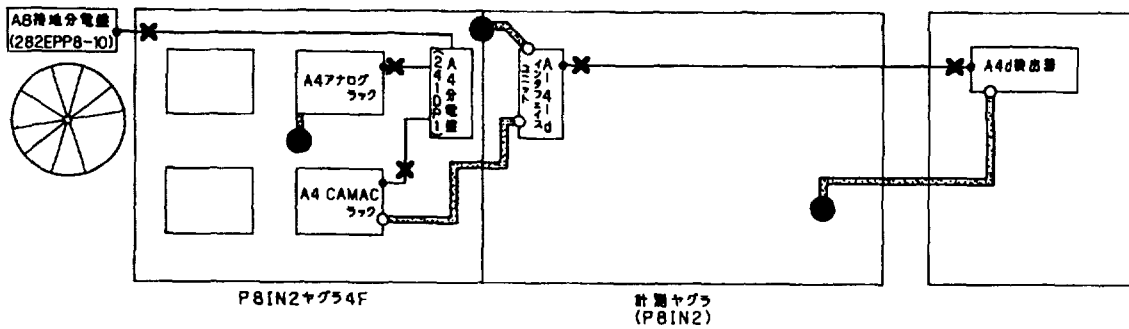 A8接地分電盤
(282EPP8-10)
A4アナログ
ラック
A4分電盤
(241DP1)
A-4-d
インタフェイス
ユニット
A4d検出器
A4 CAMAC
ラック
P8IN2ヤグラ4F
計測ヤグラ
(P8IN2)